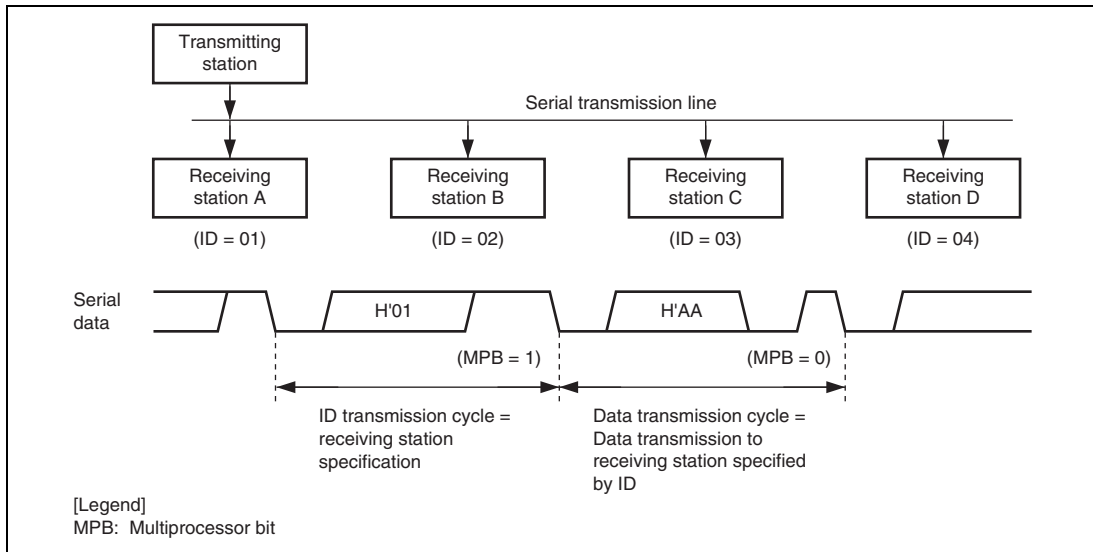 Transmitting
station
Serial transmission line
Receiving
station A
Receiving
station B
Receiving
station C
Receiving
station D
(ID = 01)
(ID = 02)
(ID = 03)
(ID = 04)
Serial
data
H'01
H'AA
(MPB = 1)
(MPB = 0)
ID transmission cycle =
receiving station
specification
Data transmission cycle =
Data transmission to
receiving station specified
by ID
[Legend]
MPB: Multiprocessor bit